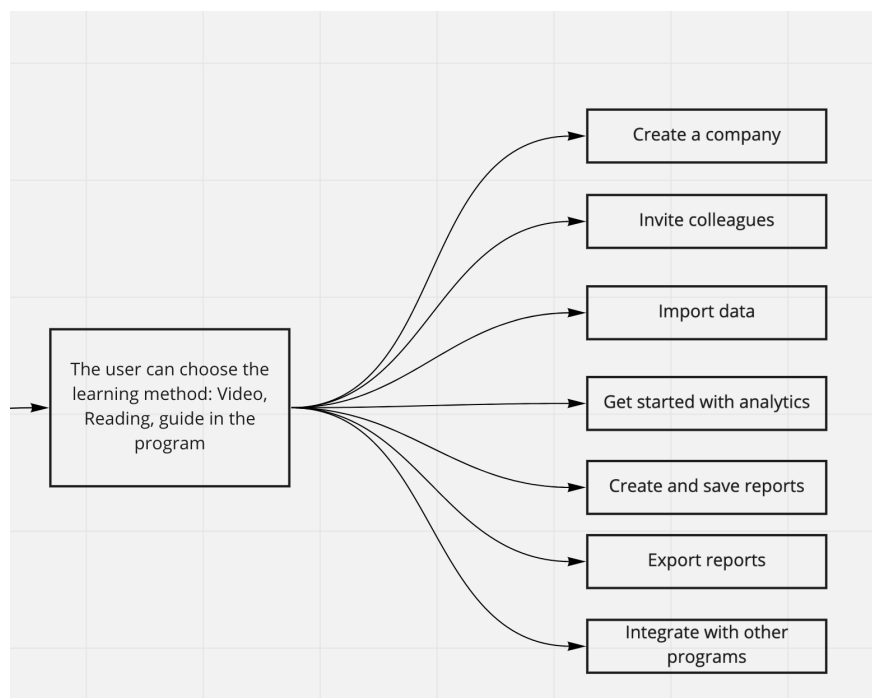 Create a company
Invite colleagues
Import data
The user can choose the
learning method: Video,
Reading, guide in the
program
Get started with analytics
Create and save reports
Export reports
Integrate with other
programs